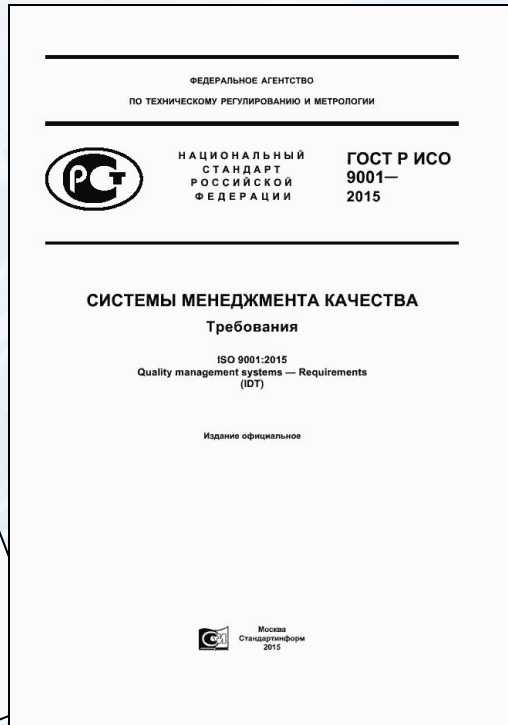 ФЕДЕРАЛЬНОЕ АГЕНТСТВО
ПО ТЕХНИЧЕСКОМУ РЕГУЛИРОВАНИЮ И МЕТРОЛОГИИ
РСТ
НАЦИОНАЛЬНЫЙ
СТАНДАРТ
РОССИЙСКОЙ
ФЕДЕРАЦИИ
ГОСТ Р ИСО
9001—
2015
СИСТЕМЫ МЕНЕДЖМЕНТА КАЧЕСТВА
Требования
ISO 9001:2015
Quality management systems — Requirements
(IDT)
Издание официальное
Москва
Стандартинформ
2015